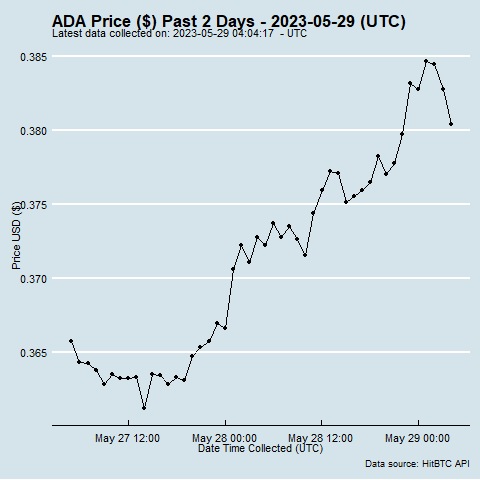 ADA Price ($) Past 2 Days - 2023-05-29 (UTC)
Latest data collected on: 2023-05-29 04:04:17 - UTC
0.385
0.380
0.375
0.370
0.365
Price USD ($)
May 27 12:00
May 28 00:00
May 28 12:00
May 29 00:00
Date Time Collected (UTC)
Data source: HitBTC API